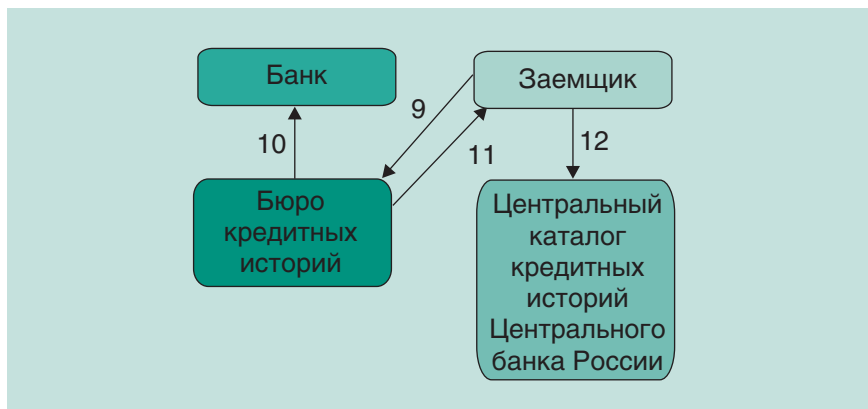 Банк
Заемщик
9
10
11
12
Бюро
кредитных
историй
Центральный
каталог
кредитных
историй
Центрального
банка России